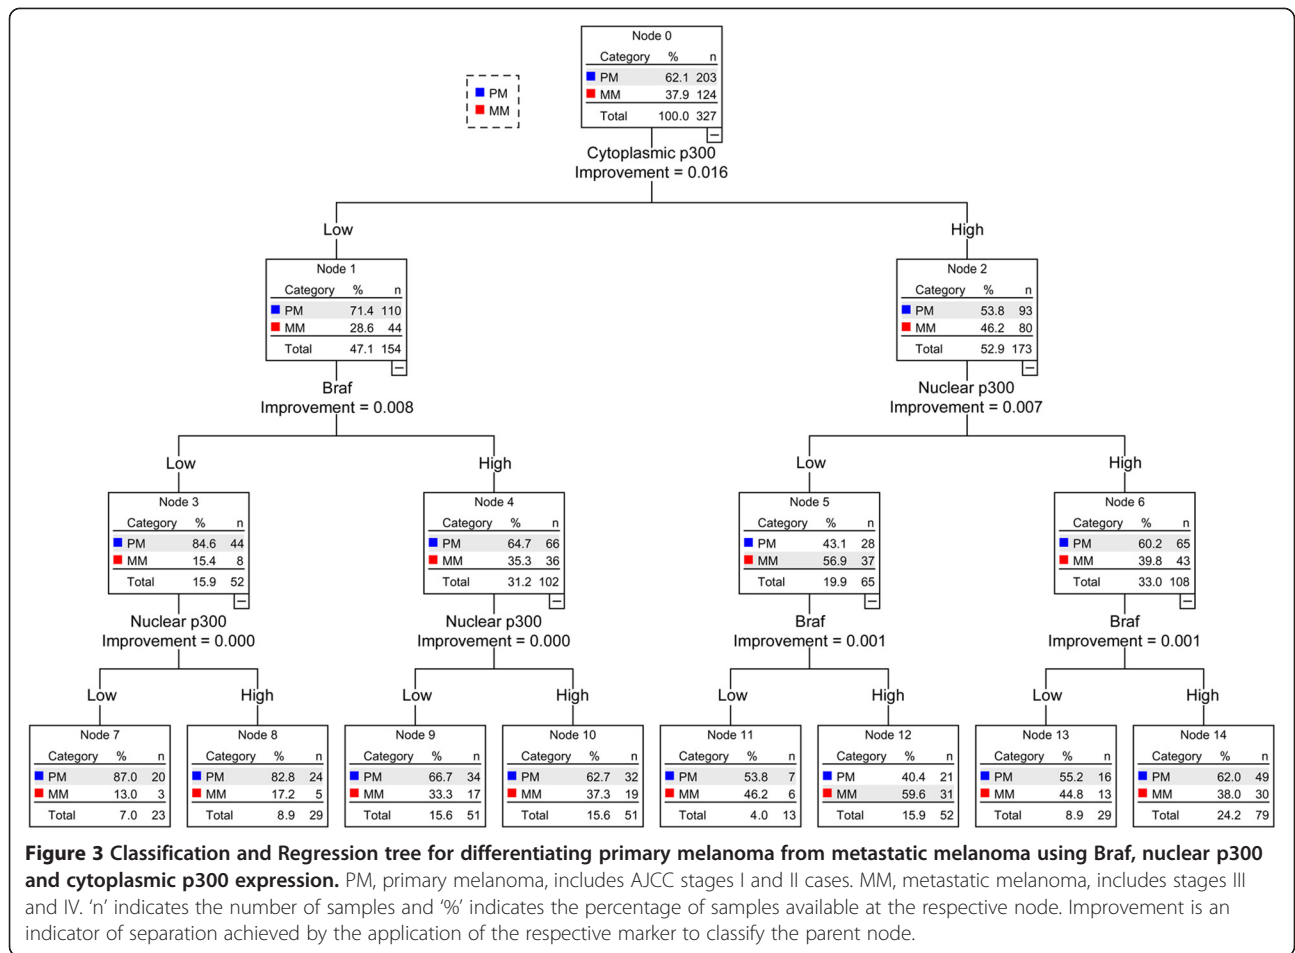 Node 0
Category % n
PM 62.1 203
MM 37.9 124
Total 100.0 327
PM
MM
Cytoplasmic p300
Improvement = 0.016
Low High
Node 1
Category % n
PM 71.4 110
MM 28.6 44
Total 47.1 154
Node 2
Category % n
PM 53.8 93
MM 46.2 80
Total 52.9 173
Braf
Improvement = 0.008
Nuclear p300
Improvement = 0.007
Low High Low High
Node 3
Category % n
PM 84.6 44
MM 15.4 8
Total 15.9 52
Node 4
Category % n
PM 64.7 66
MM 35.3 36
Total 31.2 102
Node 5
Category % n
PM 43.1 28
MM 56.9 37
Total 19.9 65
Node 6
Category % n
PM 60.2 65
MM 39.8 43
Total 33.0 108
Nuclear p300
Improvement = 0.000
Nuclear p300
Improvement = 0.000
Braf
Improvement = 0.001
Braf
Improvement = 0.001
Low High Low High Low High Low High
Node 7
Category % n
PM 87.0 20
MM 13.0 3
Total 7.0 23
Node 8
Category % n
PM 82.8 24
MM 17.2 5
Total 8.9 29
Node 9
Category % n
PM 66.7 34
MM 33.3 17
Total 15.6 51
Node 10
Category % n
PM 62.7 32
MM 37.3 19
Total 15.6 51
Node 11
Category % n
PM 53.8 7
MM 46.2 6
Total 4.0 13
Node 12
Category % n
PM 40.4 21
MM 59.6 31
Total 15.9 52
Node 13
Category % n
PM 55.2 16
MM 44.8 13
Total 8.9 29
Node 14
Category % n
PM 62.0 49
MM 38.0 30
Total 24.2 79
Figure 3 Classification and Regression tree for differentiating primary melanoma from metastatic melanoma using Braf, nuclear p300
and cytoplasmic p300 expression. PM, primary melanoma, includes AJCC stages I and II cases. MM, metastatic melanoma, includes stages III
and IV. ‘n’ indicates the number of samples and ‘%’ indicates the percentage of samples available at the respective node. Improvement is an
indicator of separation achieved by the application of the respective marker to classify the parent node.